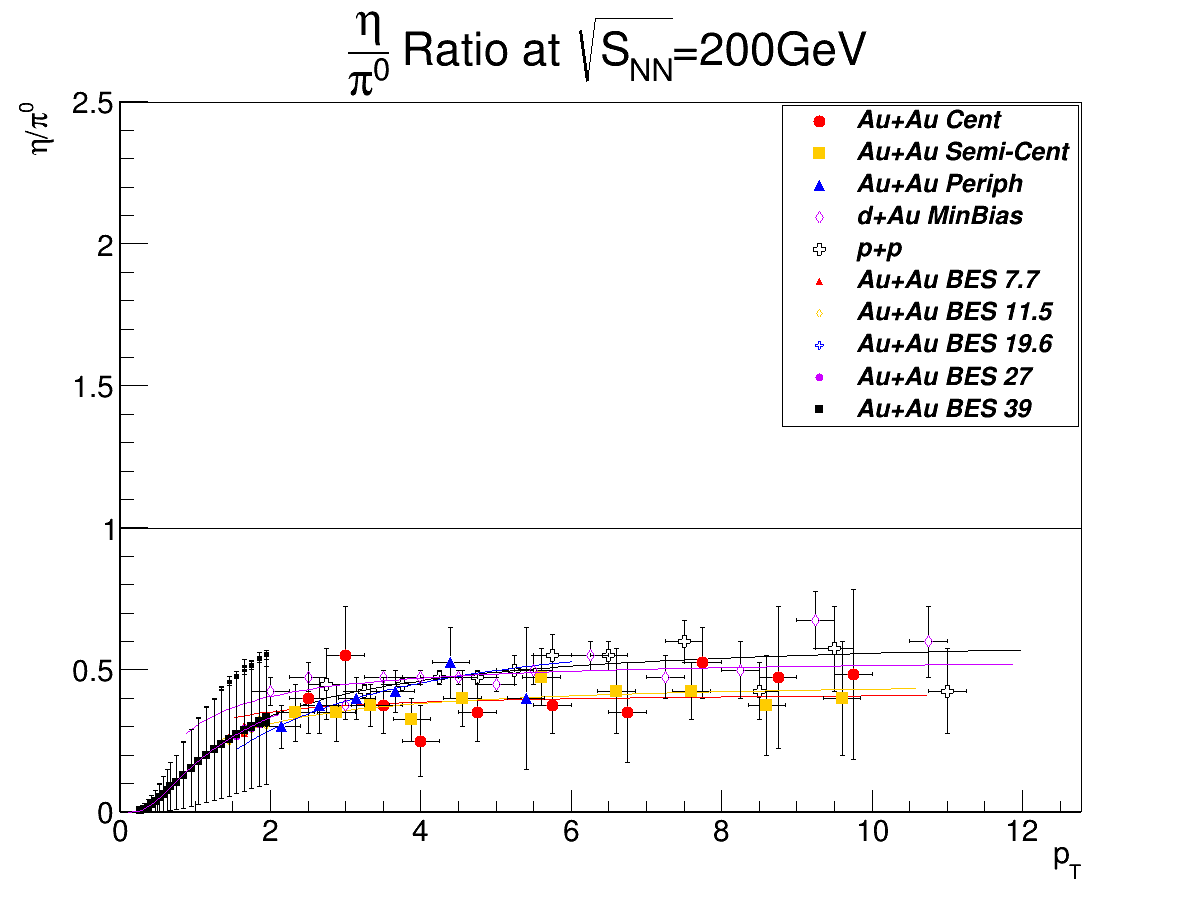 η/π⁰ Ratio at √S_NN=200GeV
η/π⁰
2.5
2
1.5
1
0.5
0
Au+Au Cent
Au+Au Semi-Cent
Au+Au Periph
d+Au MinBias
p+p
Au+Au BES 7.7
Au+Au BES 11.5
Au+Au BES 19.6
Au+Au BES 27
Au+Au BES 39
0 2 4 6 8 10 12
p_T